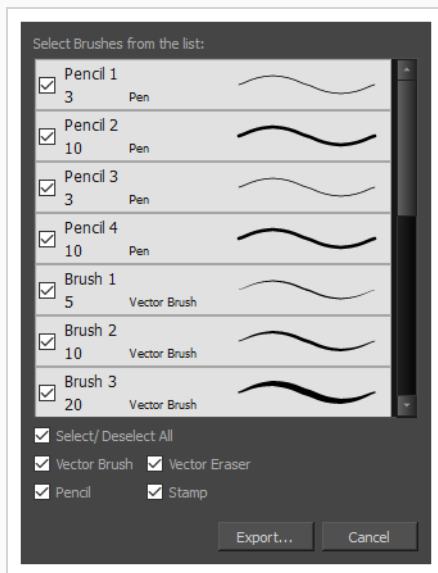 Select Brushes from the list:
Pencil 1
3 Pen
Pencil 2
10 Pen
Pencil 3
3 Pen
Pencil 4
10 Pen
Brush 1
5 Vector Brush
Brush 2
10 Vector Brush
Brush 3
20 Vector Brush
Select/ Deselect All
Vector Brush Vector Eraser
Pencil Stamp
Export... Cancel